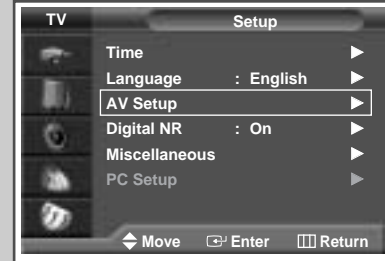 TV Setup
Time
Language : English
AV Setup
Digital NR : On
Miscellaneous
PC Setup
Move Enter Return